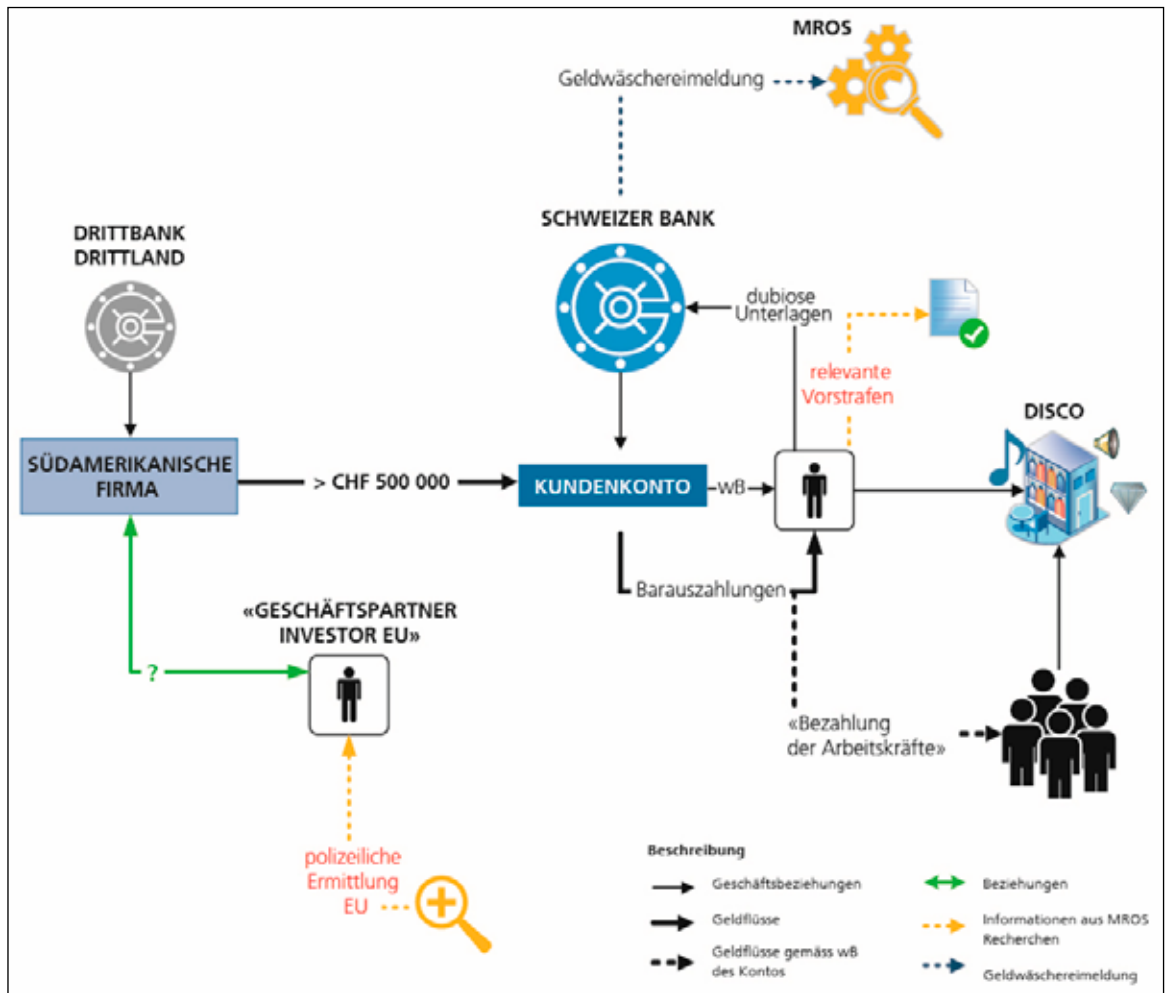 MROS
Geldwäschereimeldung
SCHWEIZER BANK
DRITTBANK
DRITTLAND
dubiose
Unterlagen
relevante
Vorstrafen
DISCO
SÜDAMERIKANISCHE
FIRMA
> CHF 500 000
KUNDENKONTO
wB
Barauszahlungen
«GESCHÄFTSPARTNER
INVESTOR EU»
?
«Bezahlung
der Arbeitskräfte»
polizeiliche
Ermittlung
EU
Beschreibung
Geschäftsbeziehungen
Geldflüsse
Geldflüsse gemäss wB
des Kontos
Beziehungen
Informationen aus MROS
Recherchen
Geldwäschereimeldung